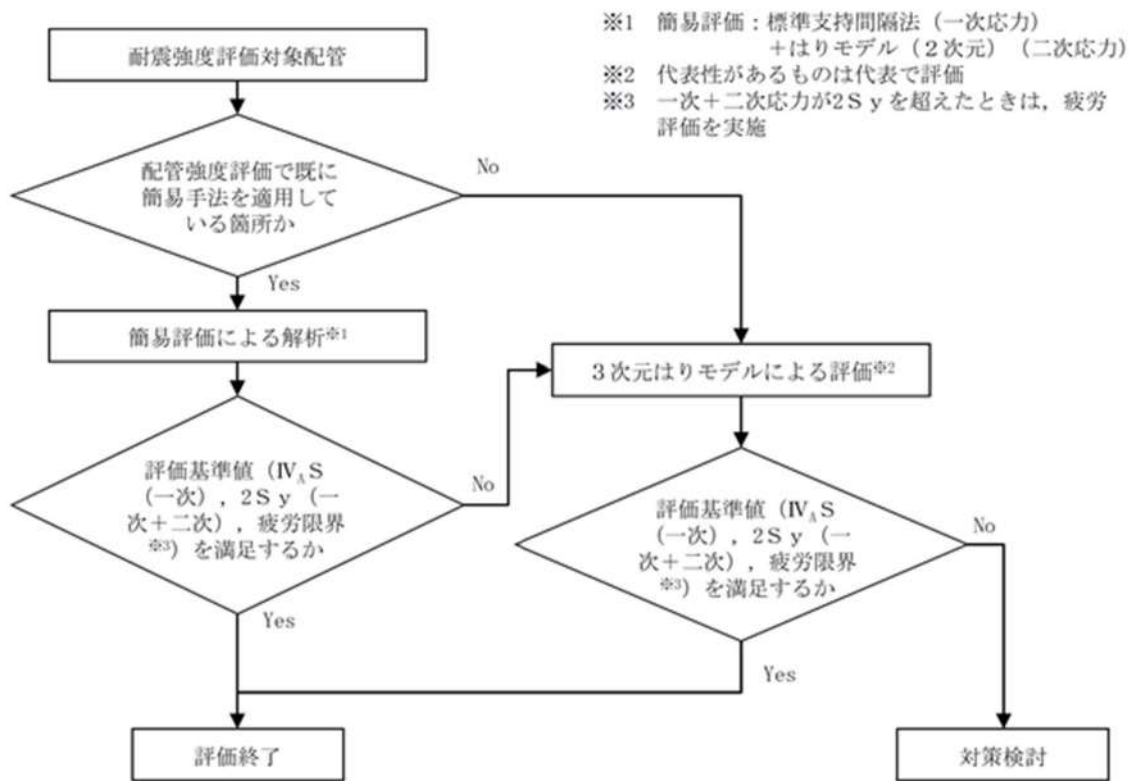 ※1 簡易評価：標準支持間隔法（一次応力）
＋はりモデル（２次元）（二次応力）
※2 代表性があるものは代表で評価
※3 一次＋二次応力が2Ｓｙを超えたときは，疲労
評価を実施
耐震強度評価対象配管
配管強度評価で既に
簡易手法を適用して
いる箇所か
No
Yes
簡易評価による解析※1
３次元はりモデルによる評価※2
評価基準値（ⅣAＳ
（一次），2Ｓｙ（一
次＋二次），疲労限界
※3）を満足するか
No
Yes
評価基準値（ⅣAＳ
（一次），2Ｓｙ（一
次＋二次），疲労限界
※3）を満足するか
No
Yes
評価終了
対策検討